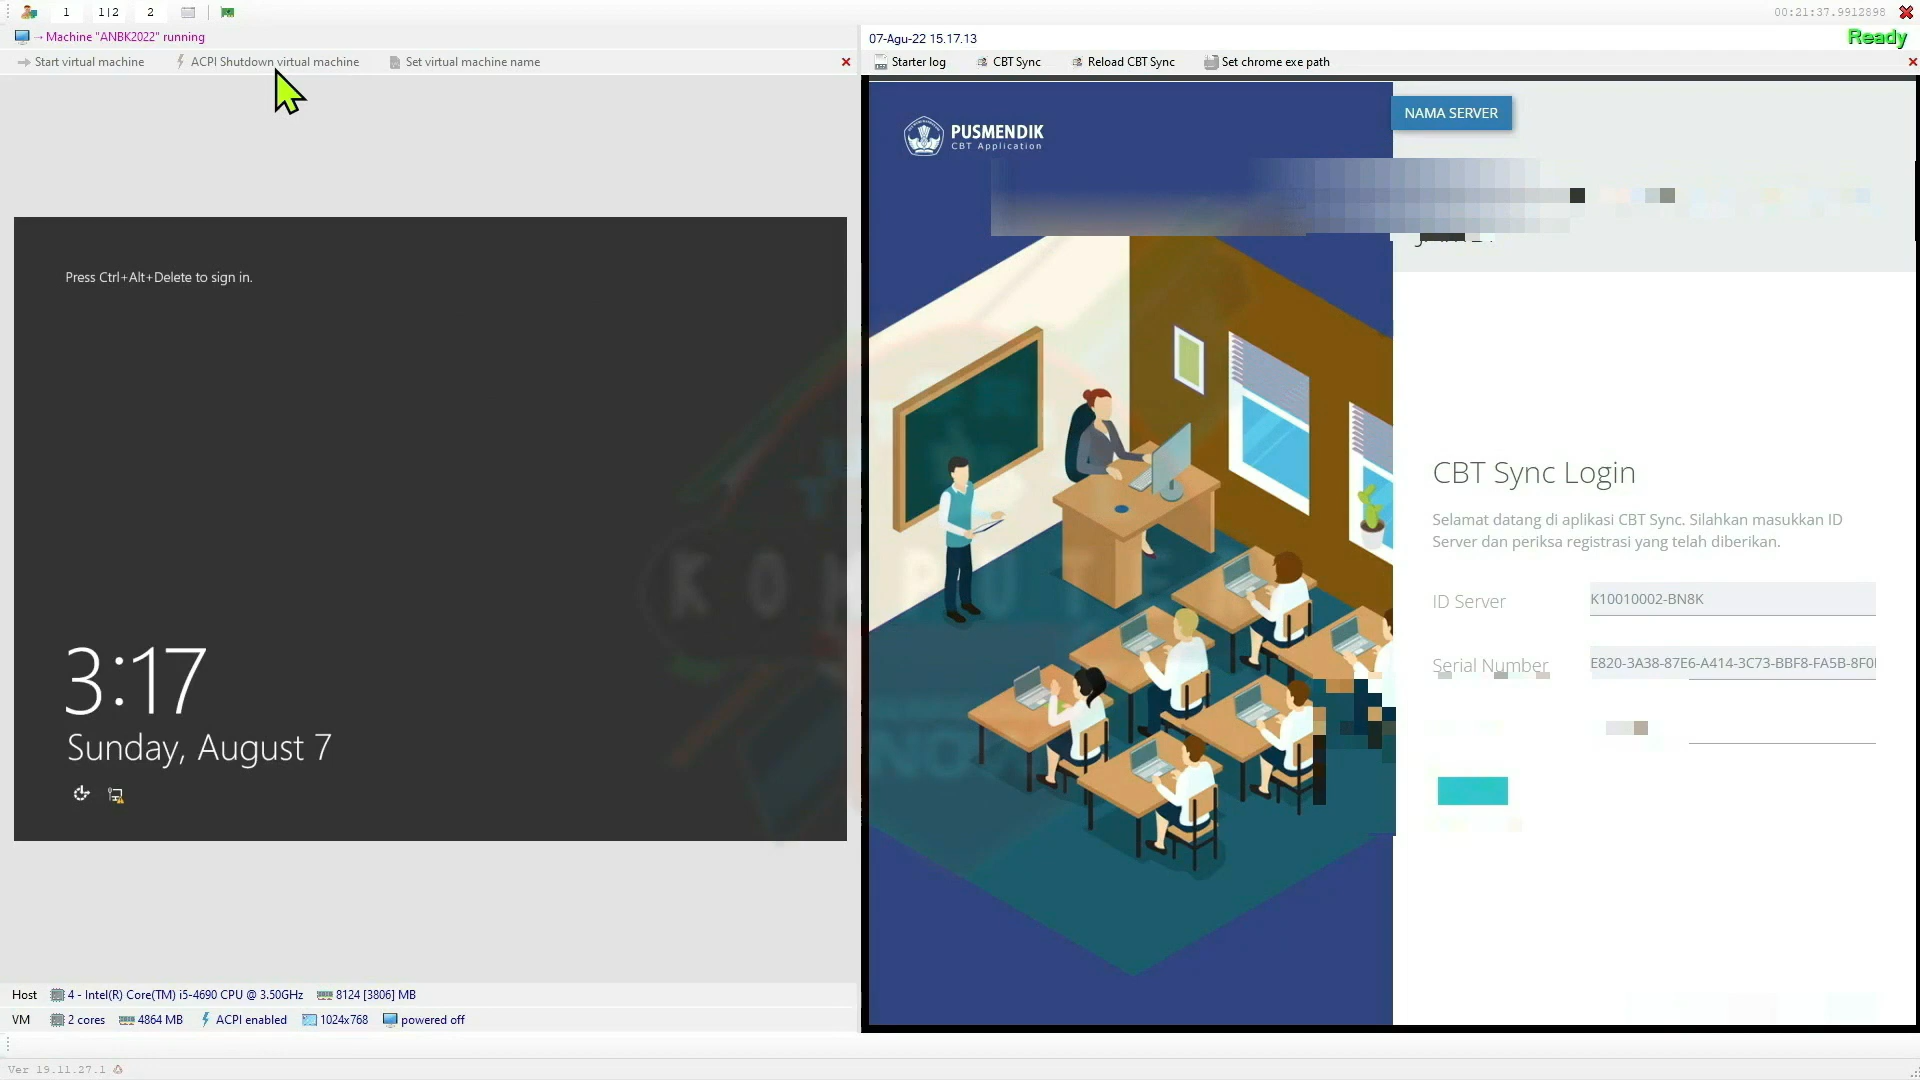 1
1|2
2
00:21:37.9912898
→ Machine "ANBK2022" running
07-Agu-22 15.17.13
Ready
Start virtual machine
ACPI Shutdown virtual machine
Set virtual machine name
Starter log
CBT Sync
Reload CBT Sync
Set chrome exe path
PUSMENDIK
CBT Application
NAMA SERVER
Press Ctrl+Alt+Delete to sign in.
3:17
Sunday, August 7
CBT Sync Login
Selamat datang di aplikasi CBT Sync. Silahkan masukkan ID
Server dan periksa registrasi yang telah diberikan.
ID Server
K10010002-BN8K
Serial Number
E820-3A38-87E6-A414-3C73-BBF8-FA5B-8F0
Host
4 - Intel(R) Core(TM) i5-4690 CPU @ 3.50GHz
8124 [3806] MB
VM
2 cores
4864 MB
ACPI enabled
1024x768
powered off
Ver 19.11.27.1